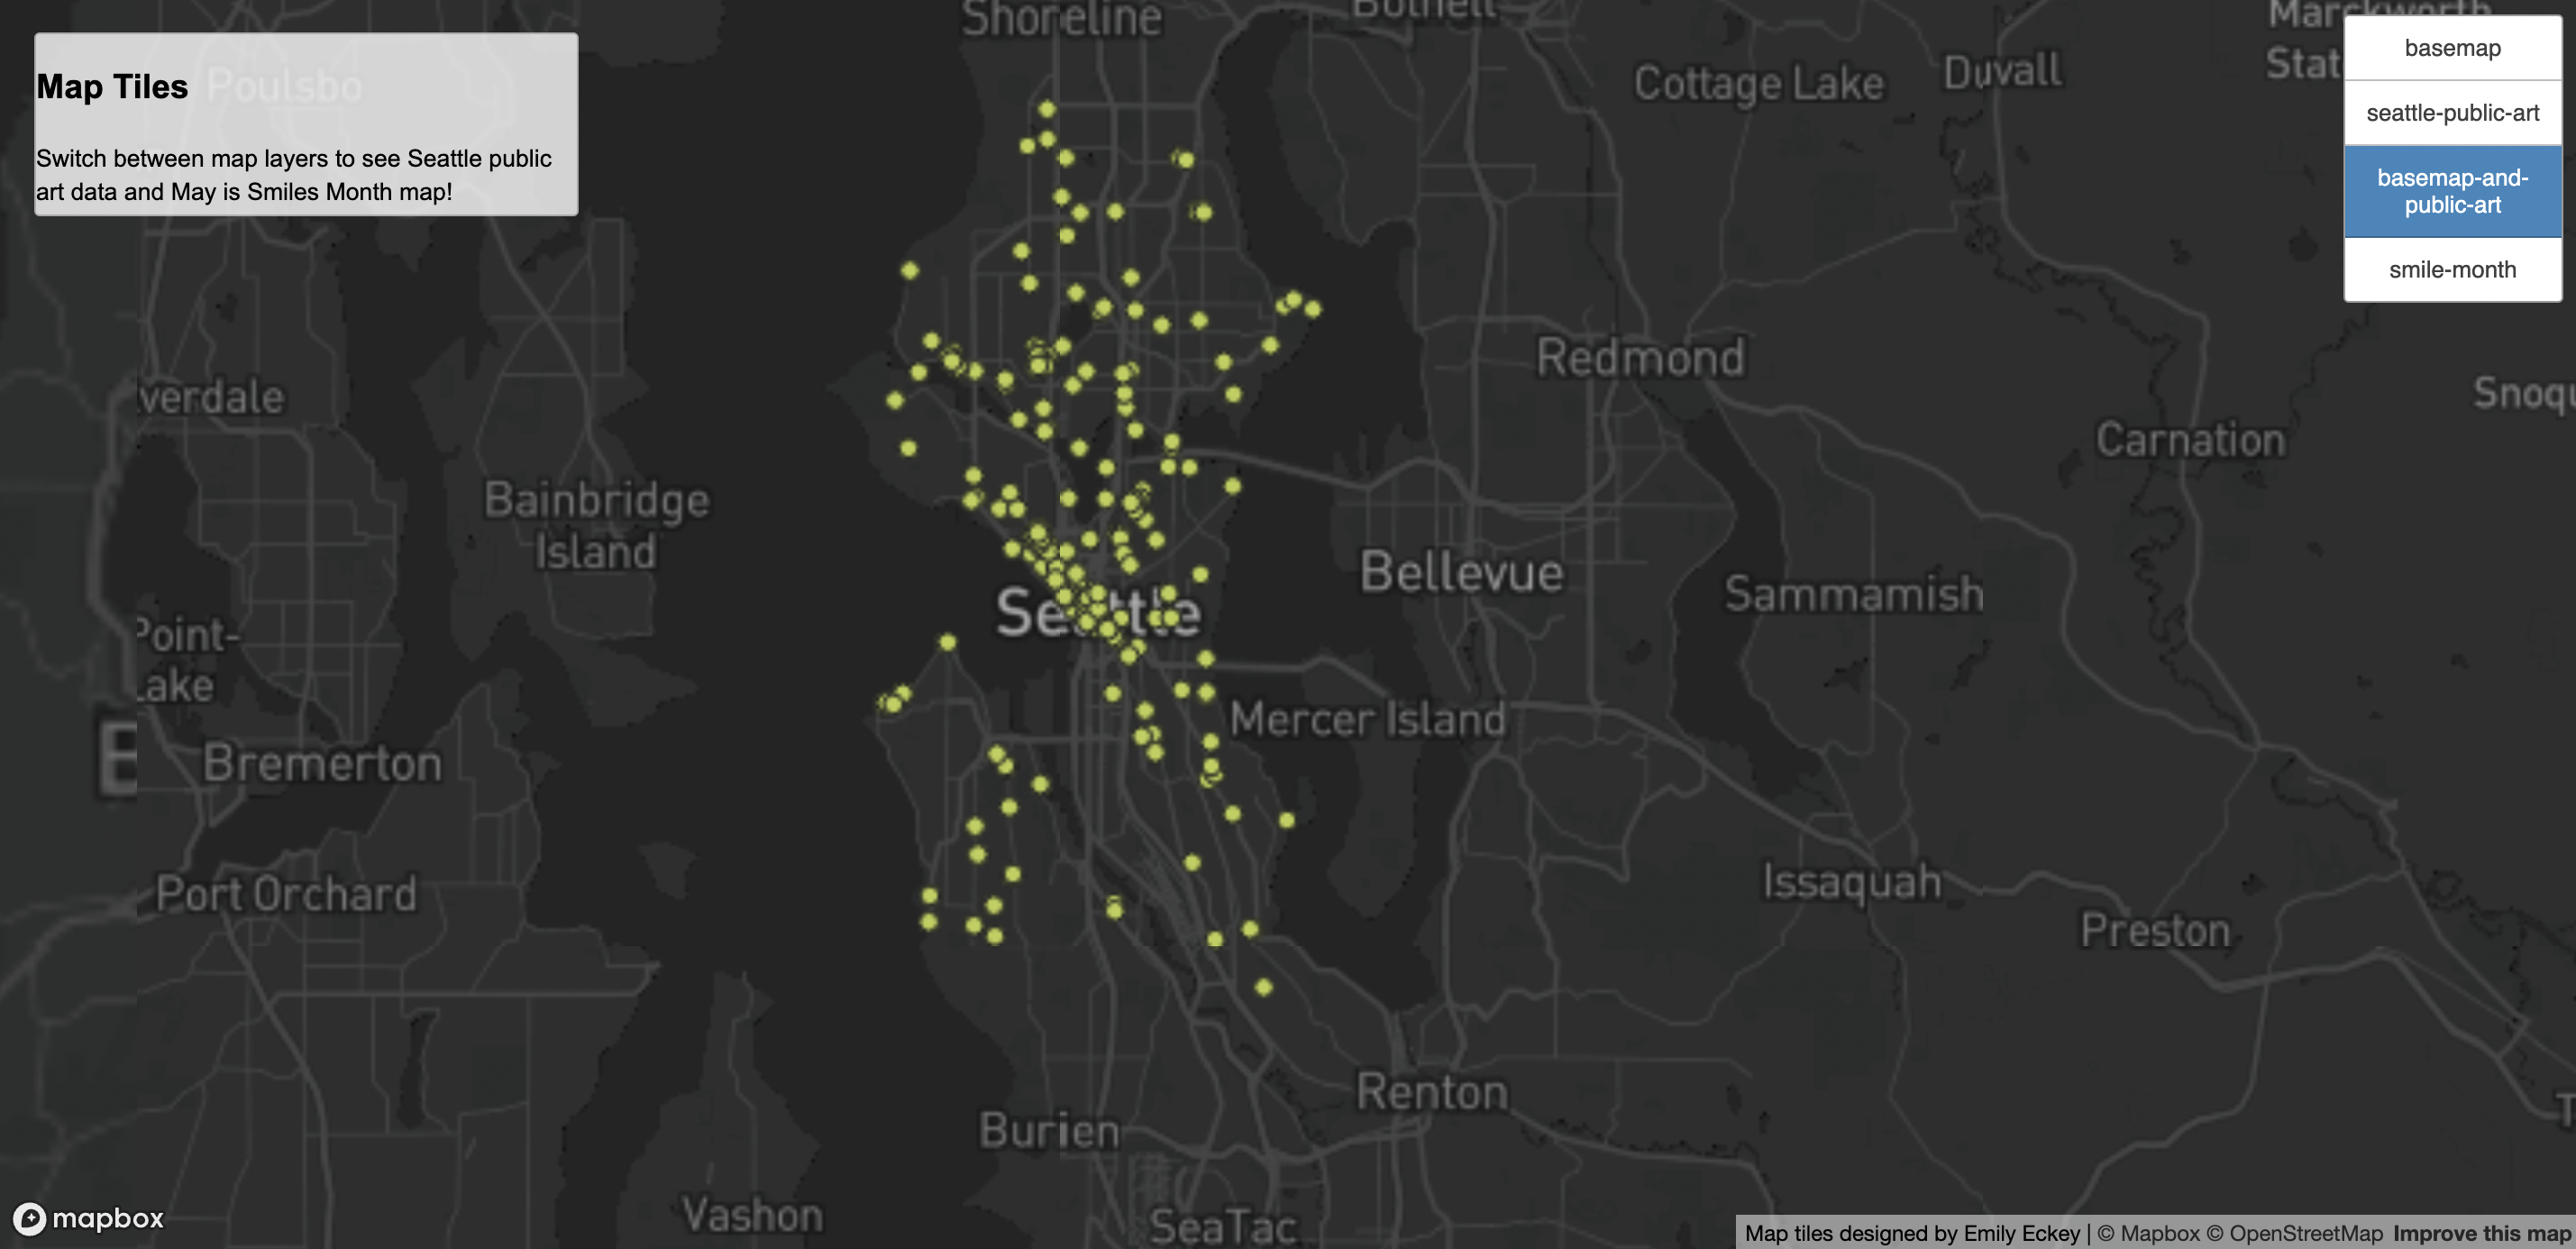 Map Tiles
Switch between map layers to see Seattle public
art data and May is Smiles Month map!
basemap
seattle-public-art
basemap-and-
public-art
smile-month
Poulsbo
Shoreline
Bothell
Cottage Lake
Duvall
Marckworth
Stat
verdale
Redmond
Snoqu
Carnation
Bainbridge
Island
Bellevue
Sammamish
Seattle
Point-
Lake
Mercer Island
B
Bremerton
Port Orchard
Issaquah
Preston
Renton
T
Burien
Vashon
SeaTac
mapbox
Map tiles designed by Emily Eckey | © Mapbox © OpenStreetMap Improve this map